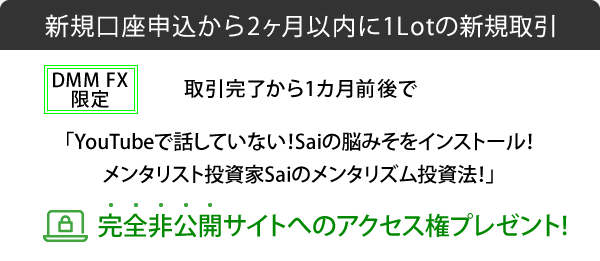 新規口座申込から2ヶ月以内に1Lotの新規取引
DMM FX
限定
取引完了から1カ月前後で
「YouTubeで話していない!Saiの脳みそをインストール!
メンタリスト投資家Saiのメンタリズム投資法!」
完全非公開サイトへのアクセス権プレゼント!